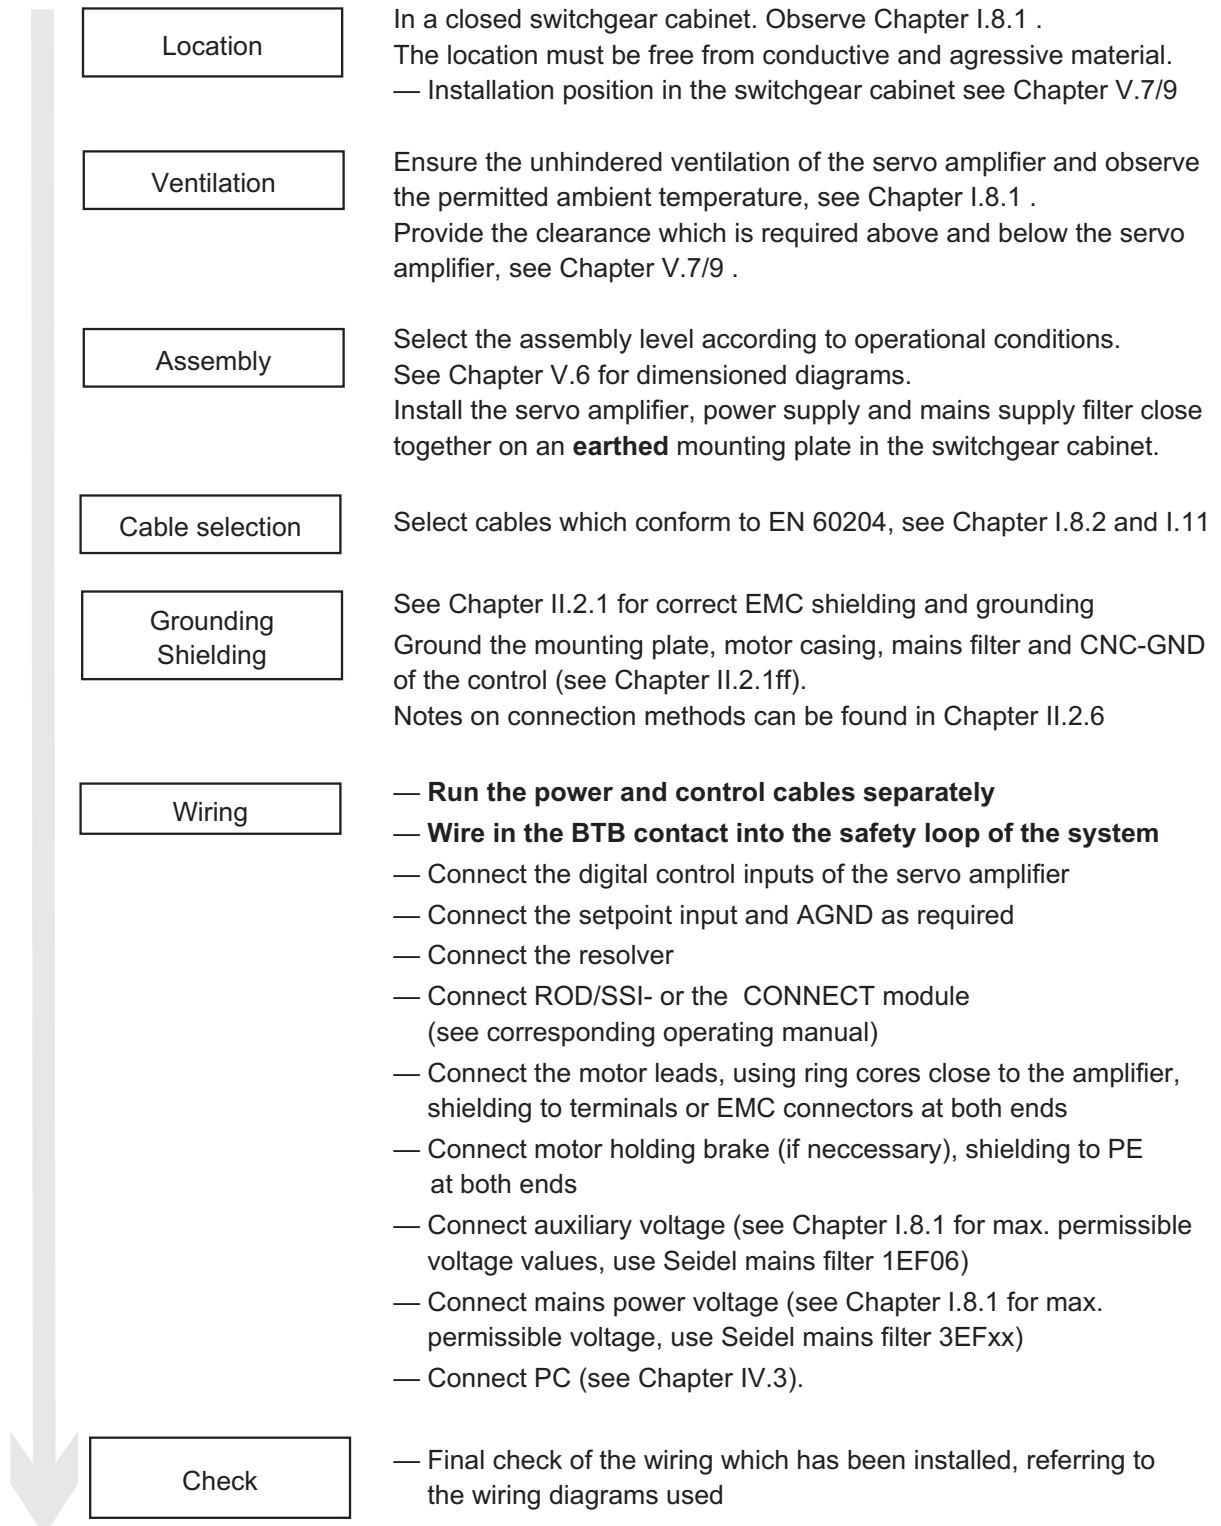 Location
In a closed switchgear cabinet. Observe Chapter I.8.1 .
The location must be free from conductive and agressive material.
— Installation position in the switchgear cabinet see Chapter V.7/9
Ventilation
Ensure the unhindered ventilation of the servo amplifier and observe
the permitted ambient temperature, see Chapter I.8.1 .
Provide the clearance which is required above and below the servo
amplifier, see Chapter V.7/9 .
Assembly
Select the assembly level according to operational conditions.
See Chapter V.6 for dimensioned diagrams.
Install the servo amplifier, power supply and mains supply filter close
together on an earthed mounting plate in the switchgear cabinet.
Cable selection
Select cables which conform to EN 60204, see Chapter I.8.2 and I.11
Grounding
Shielding
See Chapter II.2.1 for correct EMC shielding and grounding
Ground the mounting plate, motor casing, mains filter and CNC-GND
of the control (see Chapter II.2.1ff).
Notes on connection methods can be found in Chapter II.2.6
Wiring
— Run the power and control cables separately
— Wire in the BTB contact into the safety loop of the system
— Connect the digital control inputs of the servo amplifier
— Connect the setpoint input and AGND as required
— Connect the resolver
— Connect ROD/SSI- or the CONNECT module
(see corresponding operating manual)
— Connect the motor leads, using ring cores close to the amplifier,
shielding to terminals or EMC connectors at both ends
— Connect motor holding brake (if neccessary), shielding to PE
at both ends
— Connect auxiliary voltage (see Chapter I.8.1 for max. permissible
voltage values, use Seidel mains filter 1EF06)
— Connect mains power voltage (see Chapter I.8.1 for max.
permissible voltage, use Seidel mains filter 3EFxx)
— Connect PC (see Chapter IV.3).
Check
— Final check of the wiring which has been installed, referring to
the wiring diagrams used